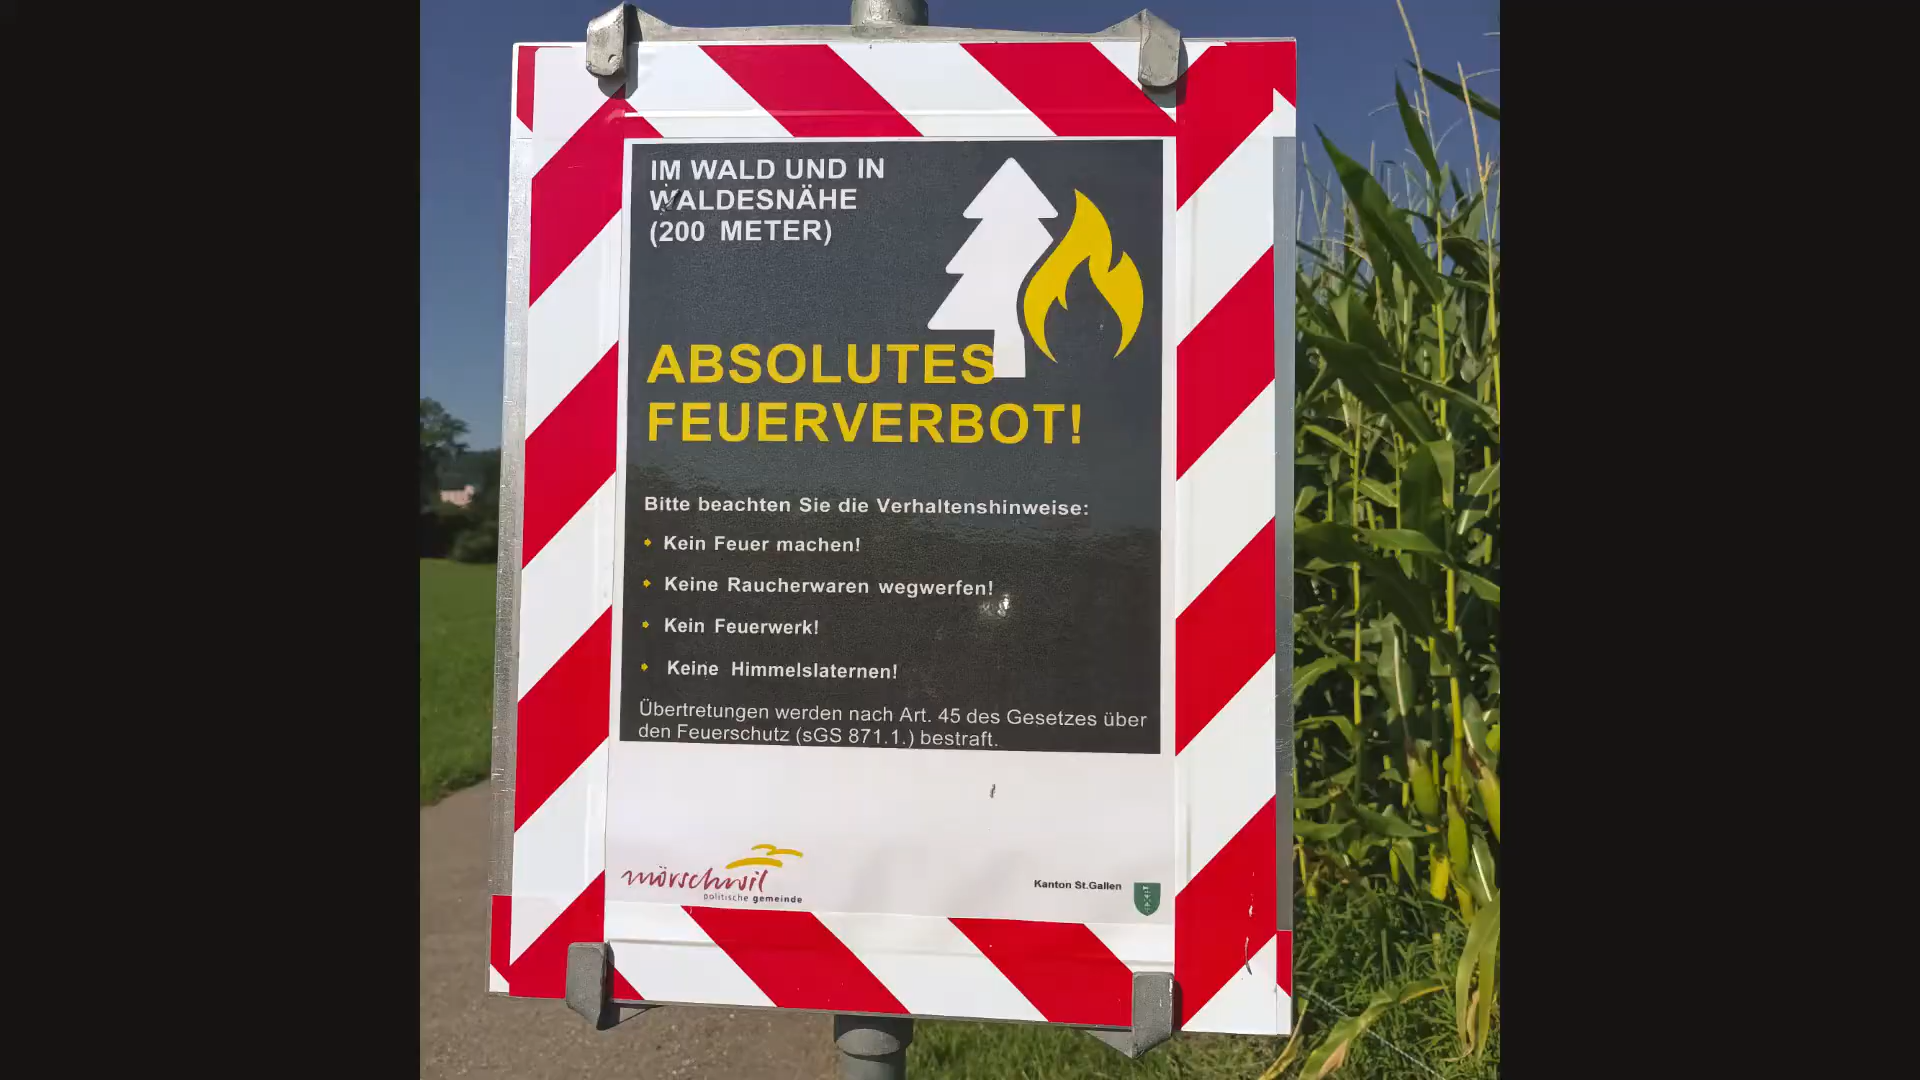 IM WALD UND IN
WALDESNÄHE
(200 METER)
ABSOLUTES
FEUERVERBOT!
Bitte beachten Sie die Verhaltenshinweise:
Kein Feuer machen!
Keine Raucherwaren wegwerfen!
Kein Feuerwerk!
Keine Himmelslaternen!
Übertretungen werden nach Art. 45 des Gesetzes über
den Feuerschutz (sGS 871.1.) bestraft.
mörschwil
politische gemeinde
Kanton St.Gallen